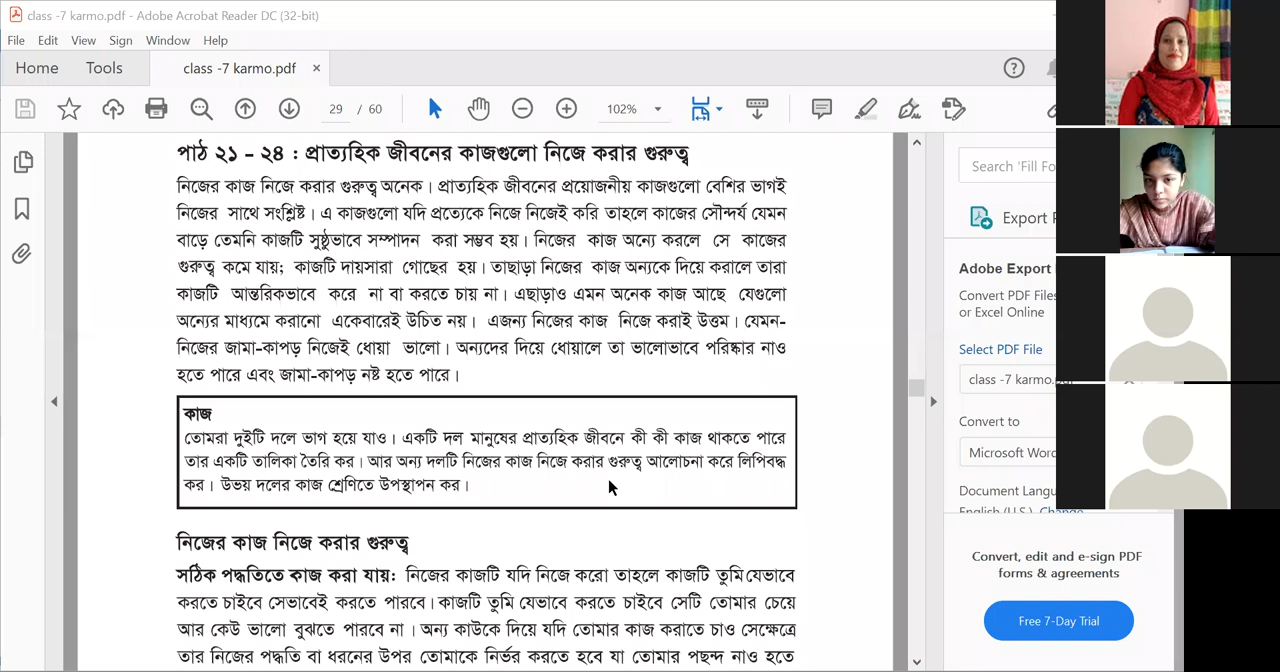 class -7 karmo.pdf - Adobe Acrobat Reader DC (32-bit)
File Edit View Sign Window Help
Home Tools class -7 karmo.pdf ×
29 / 60 102%
পাঠ ২১ – ২৪ : প্রাত্যহিক জীবনের কাজগুলো নিজে করার গুরুত্ব
নিজের কাজ নিজে করার গুরুত্ব অনেক। প্রাত্যহিক জীবনের প্রয়োজনীয় কাজগুলো বেশির ভাগই
নিজের সাথে সংশ্লিষ্ট। এ কাজগুলো যদি প্রত্যেকে নিজে নিজেই করি তাহলে কাজের সৌন্দর্য যেমন
বাড়ে তেমনি কাজটি সুষ্ঠুভাবে সম্পাদন করা সম্ভব হয়। নিজের কাজ অন্যে করলে সে কাজের
গুরুত্ব কমে যায়; কাজটি দায়সারা গোছের হয়। তাছাড়া নিজের কাজ অন্যকে দিয়ে করালে তারা
কাজটি আন্তরিকভাবে করে না বা করতে চায় না। এছাড়াও এমন অনেক কাজ আছে যেগুলো
অন্যের মাধ্যমে করানো একেবারেই উচিত নয়। এজন্য নিজের কাজ নিজে করাই উত্তম। যেমন-
নিজের জামা-কাপড় নিজেই ধোয়া ভালো। অন্যদের দিয়ে ধোয়ালে তা ভালোভাবে পরিষ্কার নাও
হতে পারে এবং জামা-কাপড় নষ্ট হতে পারে।
কাজ
তোমরা দুইটি দলে ভাগ হয়ে যাও। একটি দল মানুষের প্রাত্যহিক জীবনে কী কী কাজ থাকতে পারে
তার একটি তালিকা তৈরি কর। আর অন্য দলটি নিজের কাজ নিজে করার গুরুত্ব আলোচনা করে লিপিবদ্ধ
কর। উভয় দলের কাজ শ্রেণিতে উপস্থাপন কর।
নিজের কাজ নিজে করার গুরুত্ব
সঠিক পদ্ধতিতে কাজ করা যায়: নিজের কাজটি যদি নিজে করো তাহলে কাজটি তুমি যেভাবে
করতে চাইবে সেভাবেই করতে পারবে। কাজটি তুমি যেভাবে করতে চাইবে সেটি তোমার চেয়ে
আর কেউ ভালো বুঝতে পারবে না। অন্য কাউকে দিয়ে যদি তোমার কাজ করাতে চাও সেক্ষেত্রে
তার নিজের পদ্ধতি বা ধরনের উপর তোমাকে নির্ভর করতে হবে যা তোমার পছন্দ নাও হতে
Search 'Fill Fo
Export P
Adobe Export
Convert PDF Files
or Excel Online
Select PDF File
class -7 karmo.pdf
Convert to
Microsoft Word
Document Langu
English (U.S.) Change
Convert, edit and e-sign PDF
forms & agreements
Free 7-Day Trial